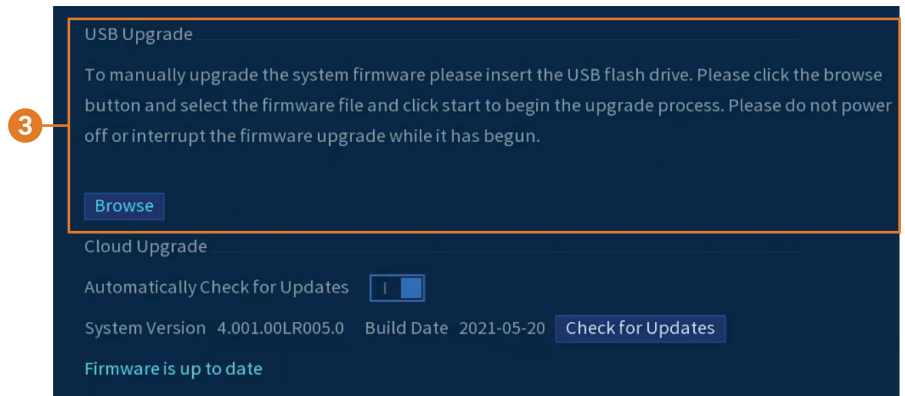 USB Upgrade
To manually upgrade the system firmware please insert the USB flash drive. Please click the browse
button and select the firmware file and click start to begin the upgrade process. Please do not power
off or interrupt the firmware upgrade while it has begun.
3
Browse
Cloud Upgrade
Automatically Check for Updates
System Version 4.001.00LR005.0 Build Date 2021-05-20 Check for Updates
Firmware is up to date